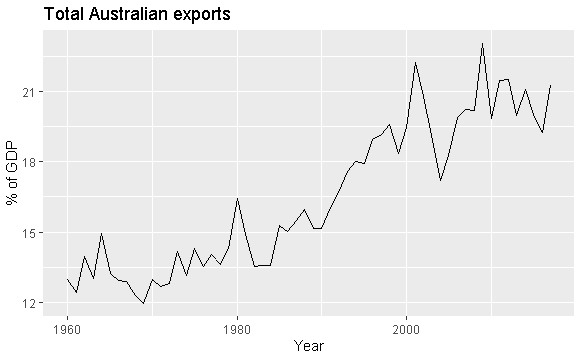 Total Australian exports
% of GDP
21
18
15
12
1960
1980
2000
Year